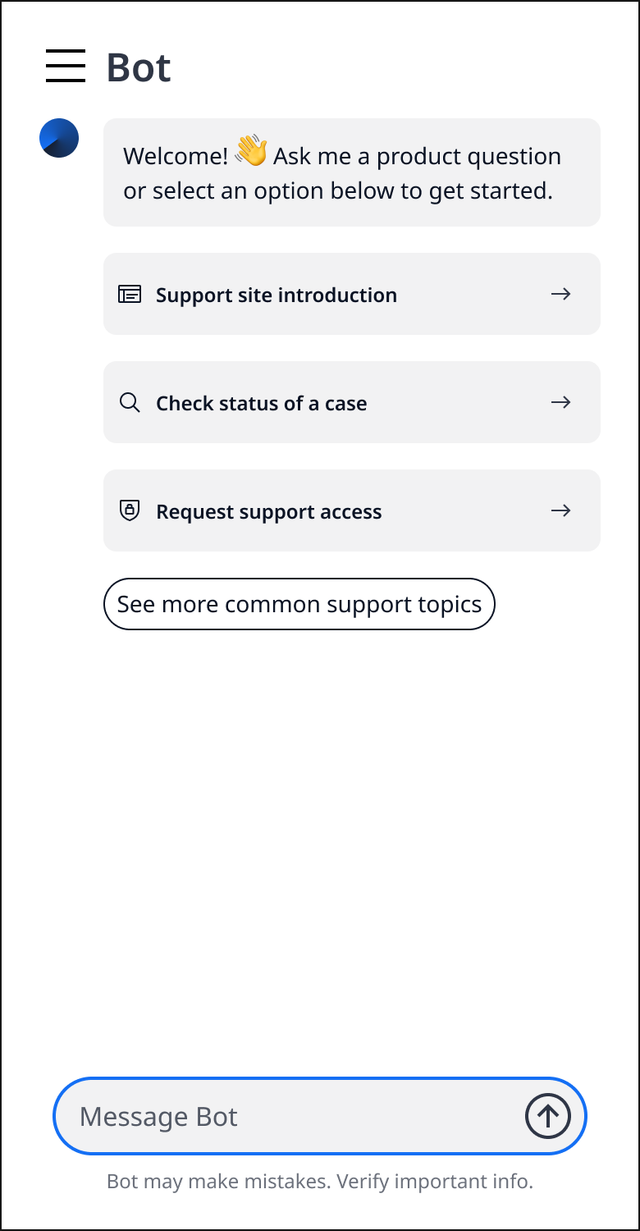 Bot
Welcome! 👋 Ask me a product question
or select an option below to get started.
Support site introduction
Check status of a case
Request support access
See more common support topics
Message Bot
Bot may make mistakes. Verify important info.